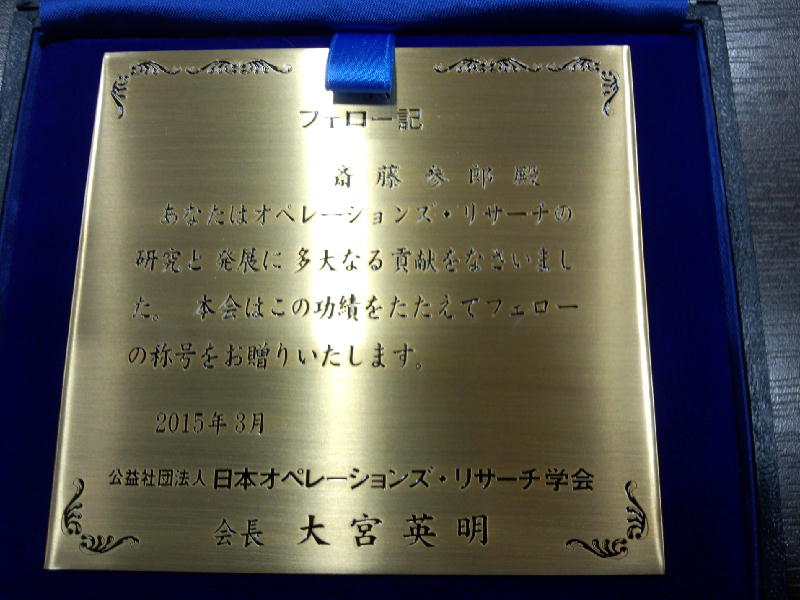 フェロー記
斎藤参郎殿
あなたはオペレーションズ・リサーチの
研究と発展に多大なる貢献をなさいまし
た。 本会はこの功績をたたえてフェロー
の称号をお贈りいたします。
2015年3月
公益社団法人 日本オペレーションズ・リサーチ学会
会長 大宮英明